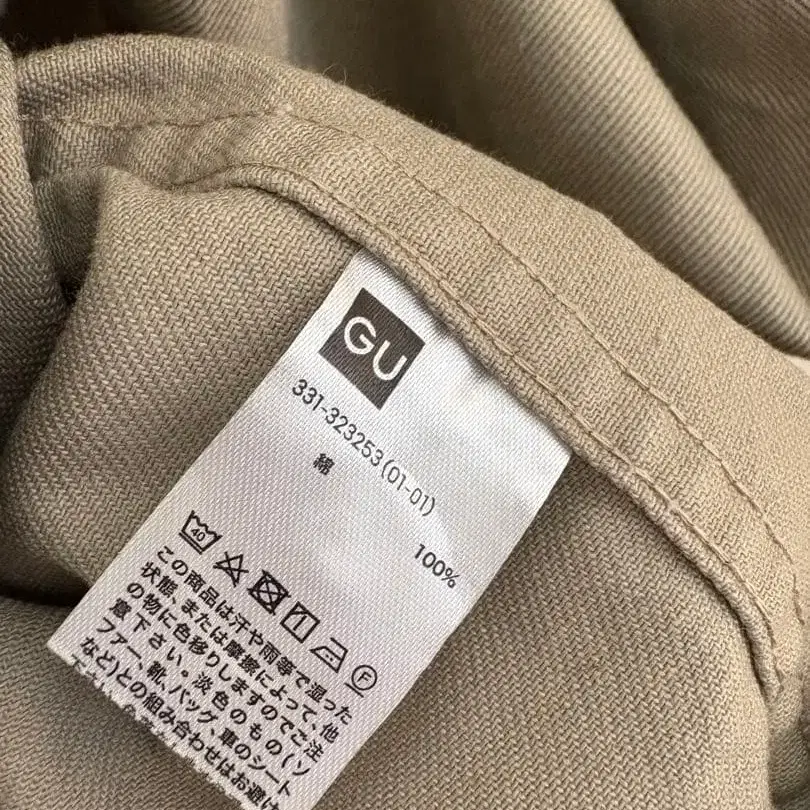 GU
331-323253(01-01)
綿 100%
40
F
この商品は汗や雨等で湿った
状態、または摩擦によって、他
の物に色移りしますのでご注
意下さい・淡色のもの(ソ
ファー、靴、バッグ、車のシート
など)との組み合わせはお避け